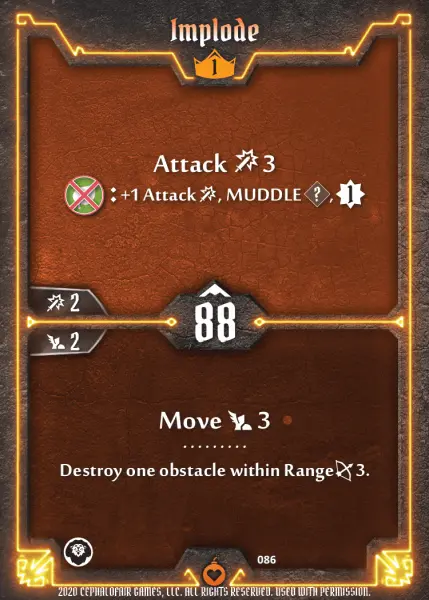 Implode
1
Attack 3
: +1 Attack , MUDDLE ?, 1
2
88
2
Move 3
Destroy one obstacle within Range 3.
086
2020 CEPHALOFAIR GAMES, LLC. ALL RIGHTS RESERVED. USED WITH PERMISSION.